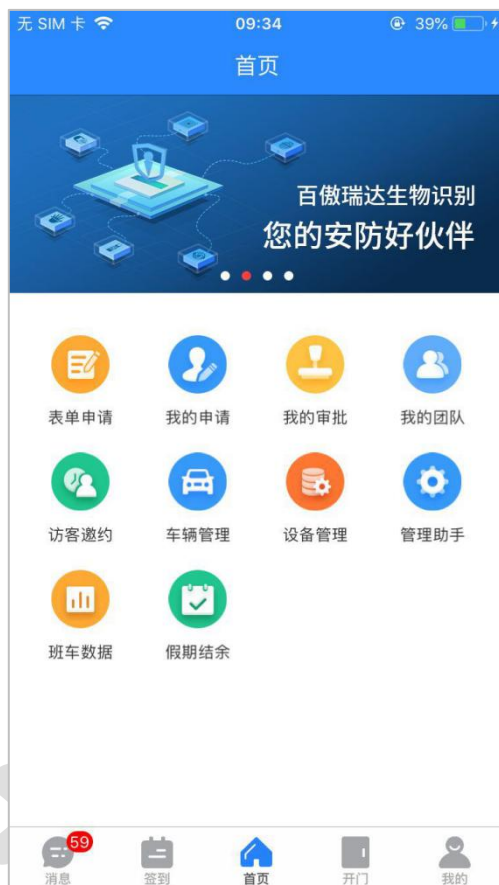 无 SIM 卡 09:34 39%
首页
百傲瑞达生物识别
您的安防好伙伴
表单申请 我的申请 我的审批 我的团队
访客邀约 车辆管理 设备管理 管理助手
班车数据 假期结余
59
消息 签到 首页 开门 我的